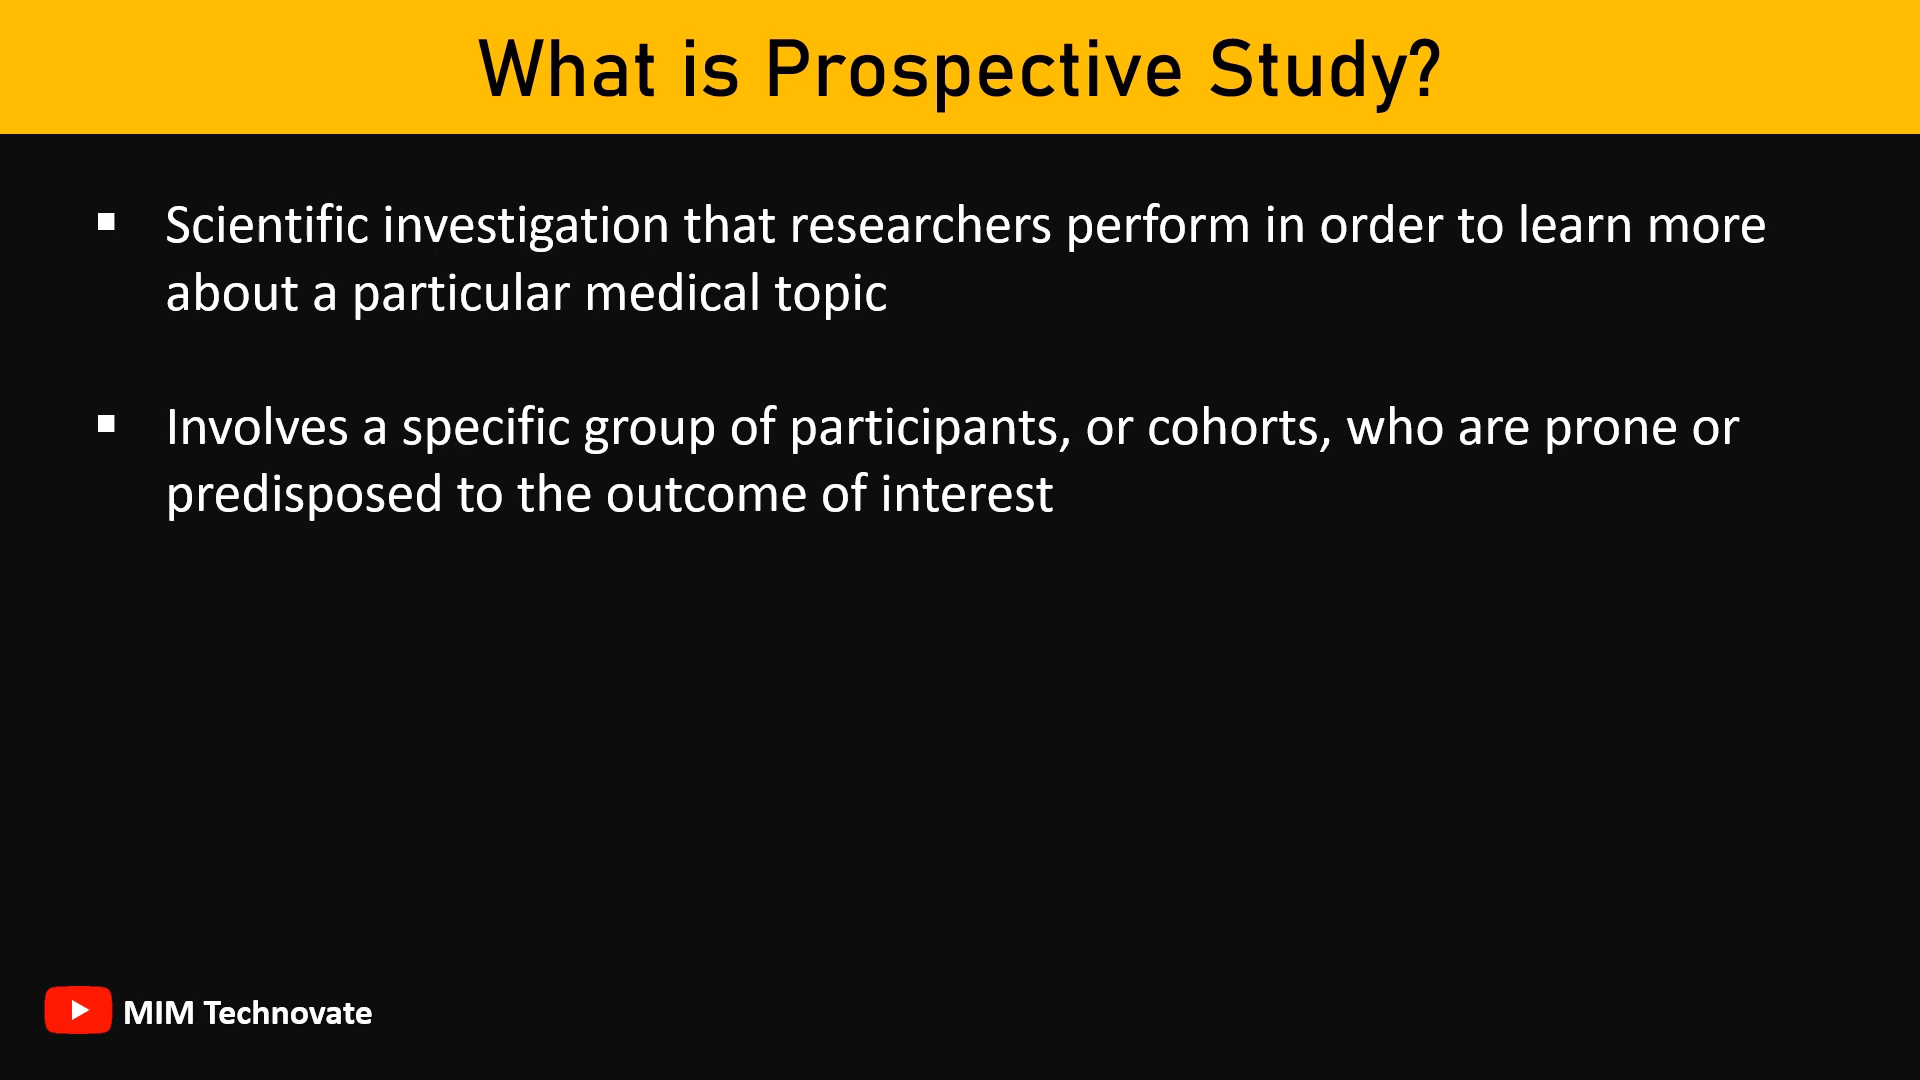 What is Prospective Study?
▪ Scientific investigation that researchers perform in order to learn more
about a particular medical topic
▪ Involves a specific group of participants, or cohorts, who are prone or
predisposed to the outcome of interest
MIM Technovate